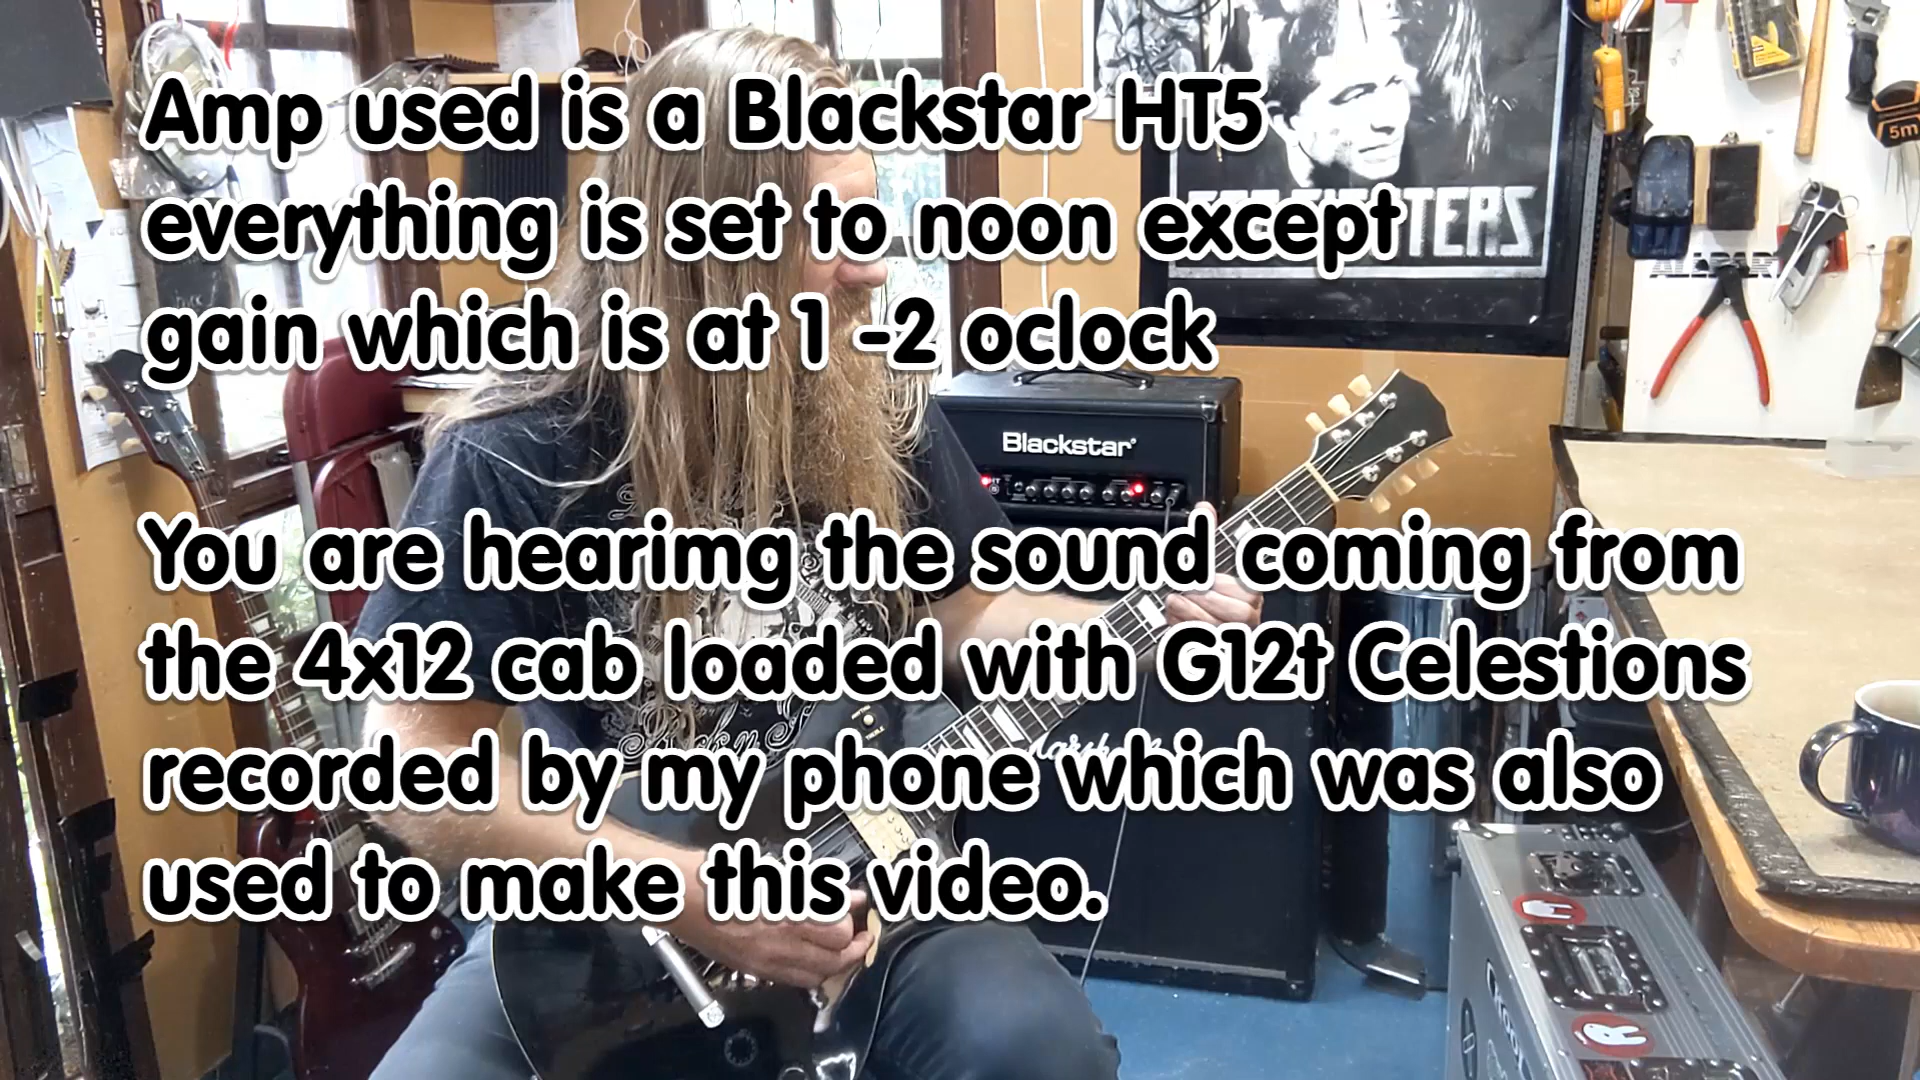 Amp used is a Blackstar HT5
everything is set to noon except
gain which is at 1 -2 oclock
You are hearimg the sound coming from
the 4x12 cab loaded with G12t Celestions
recorded by my phone which was also
used to make this video.
Blackstar
5m